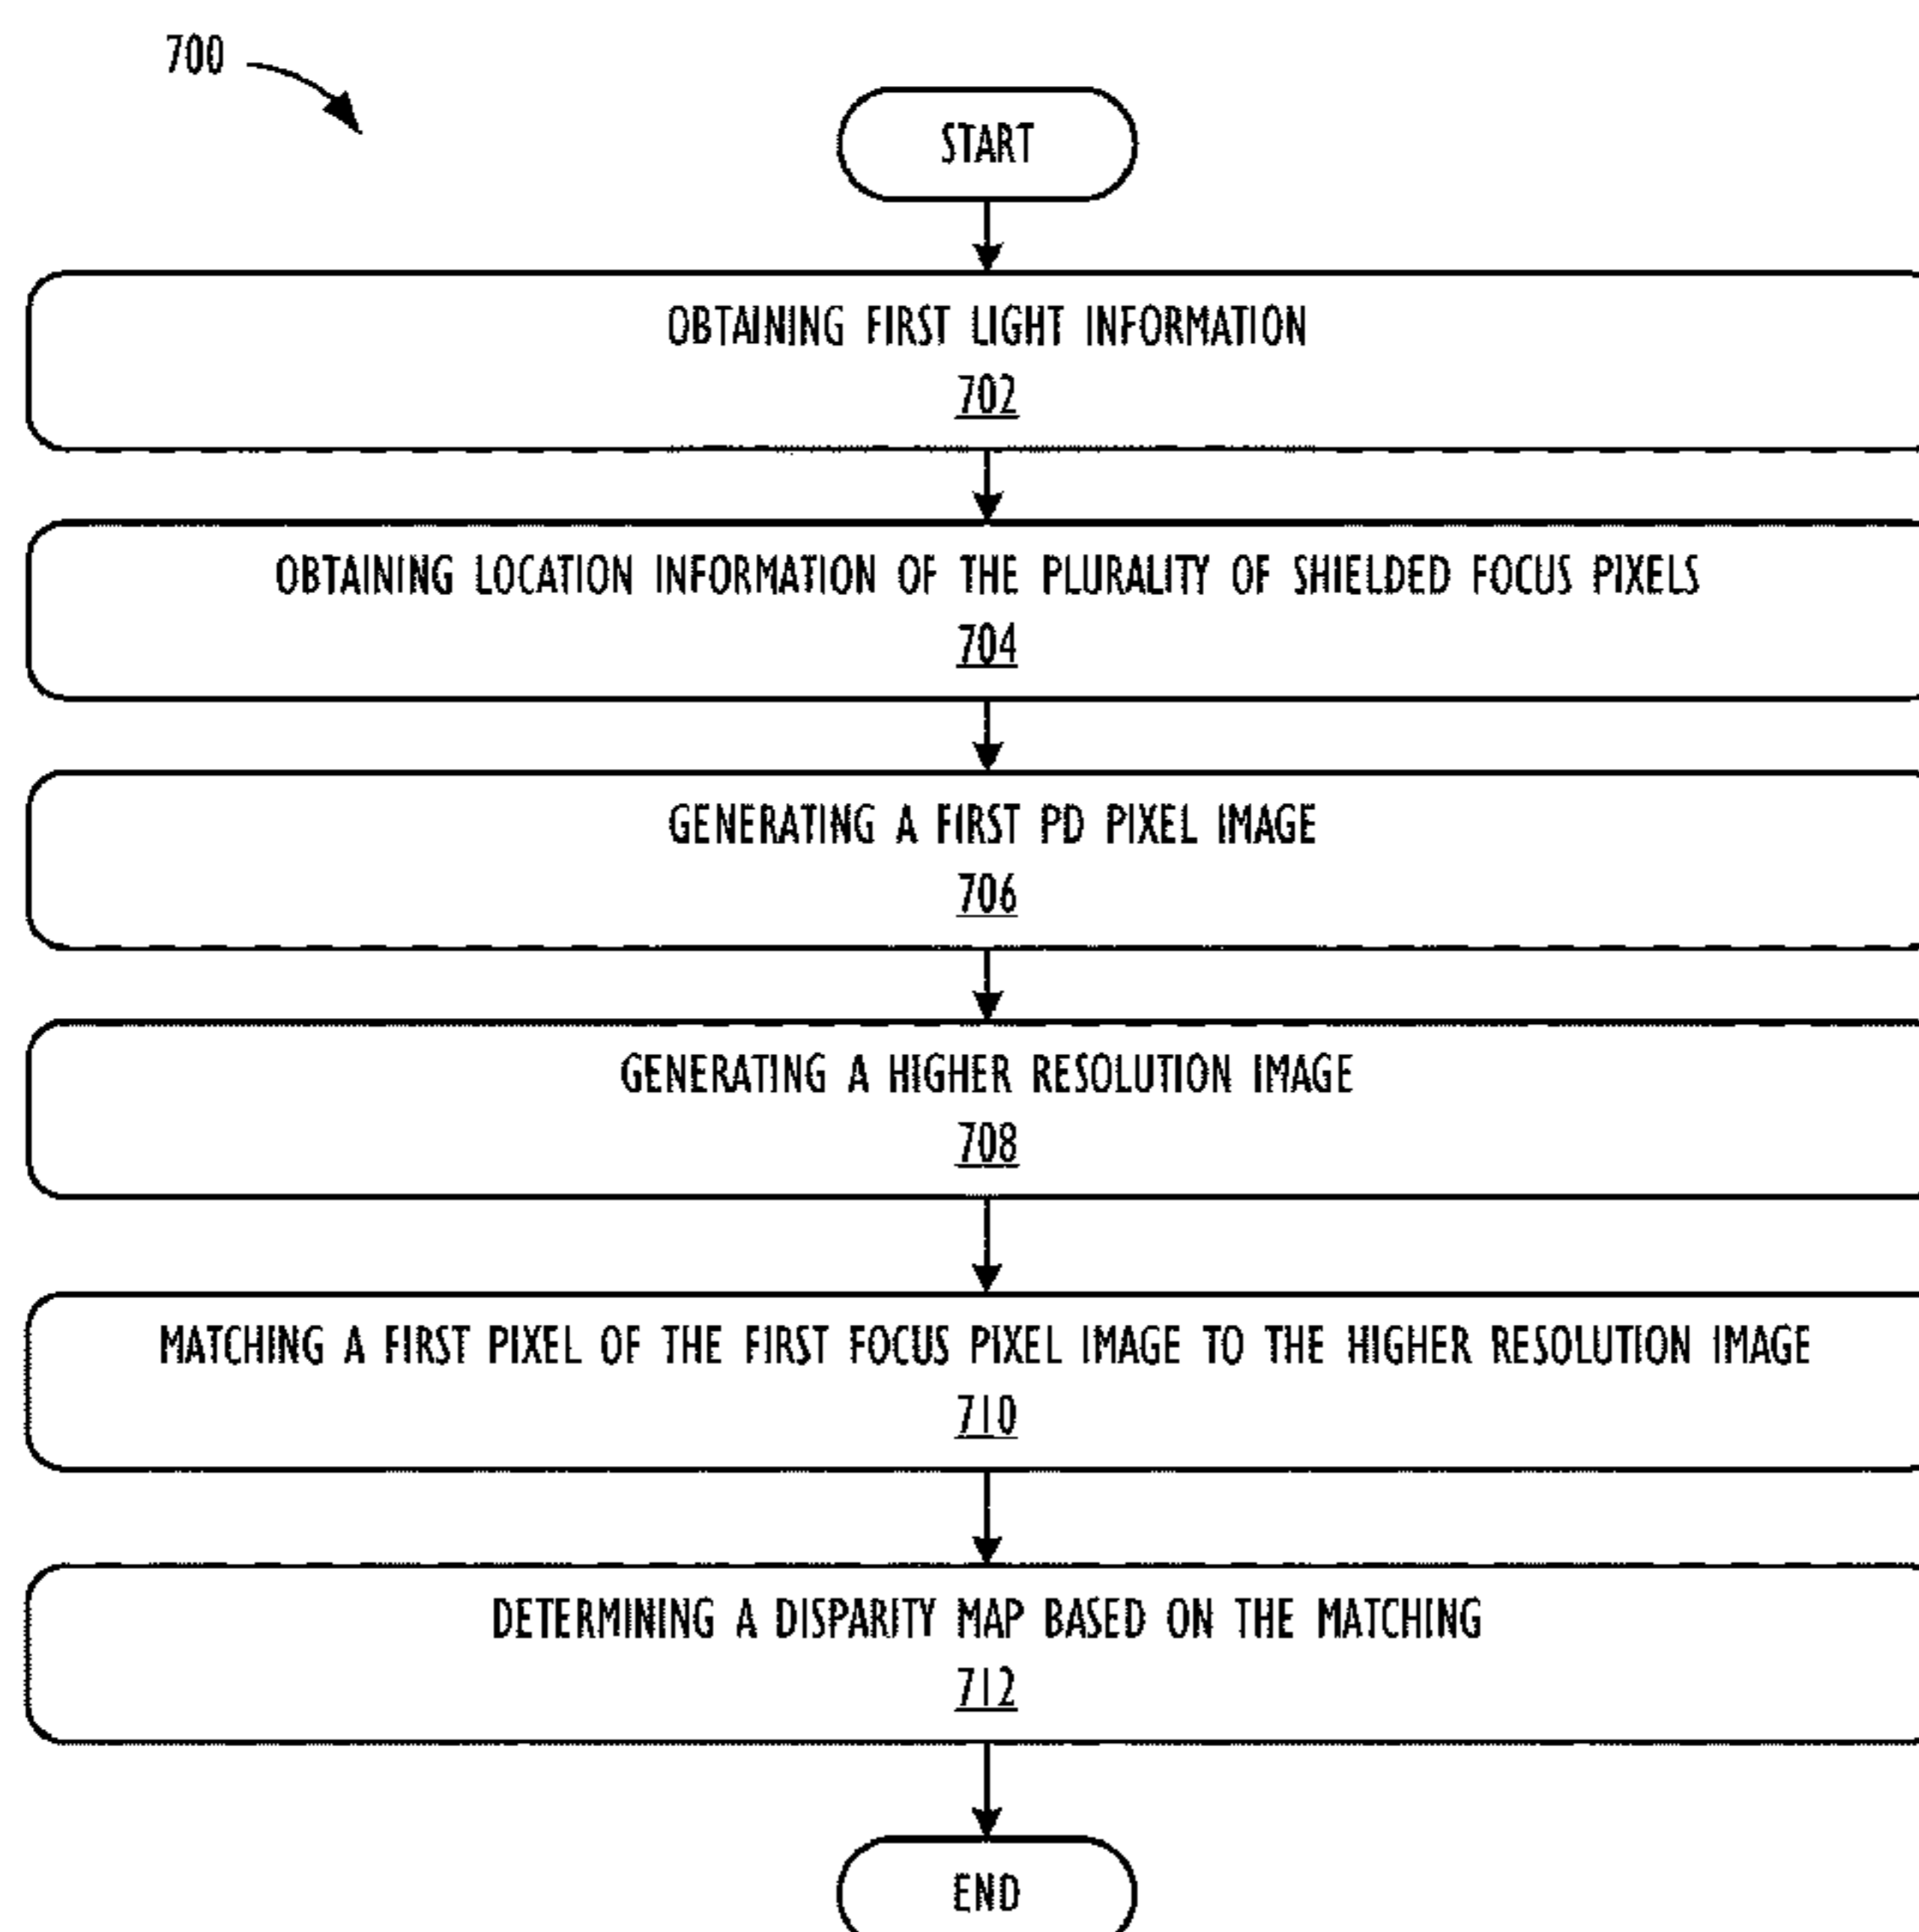 700
START
OBTAINING FIRST LIGHT INFORMATION
702
OBTAINING LOCATION INFORMATION OF THE PLURALITY OF SHIELDED FOCUS PIXELS
704
GENERATING A FIRST PD PIXEL IMAGE
706
GENERATING A HIGHER RESOLUTION IMAGE
708
MATCHING A FIRST PIXEL OF THE FIRST FOCUS PIXEL IMAGE TO THE HIGHER RESOLUTION IMAGE
710
DETERMINING A DISPARITY MAP BASED ON THE MATCHING
712
END